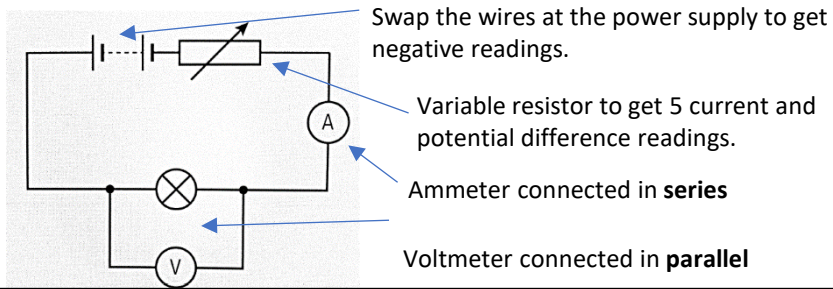 Swap the wires at the power supply to get
negative readings.
Variable resistor to get 5 current and
potential difference readings.
A
Ammeter connected in series
Voltmeter connected in parallel
V